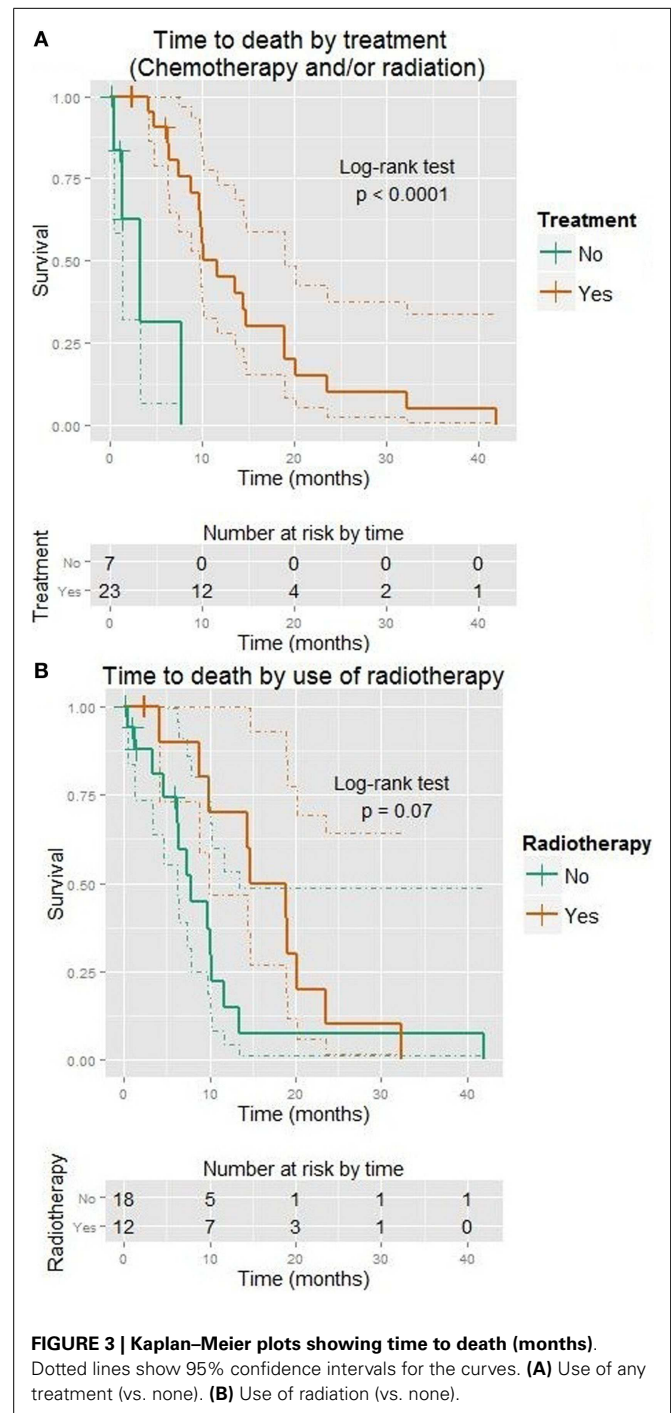 A
Time to death by treatment
(Chemotherapy and/or radiation)
1.00
0.75
0.50
0.25
0.00
Survival
Log-rank test
p < 0.0001
Treatment
No
Yes
0 10 20 30 40
Time (months)
Number at risk by time
Treatment
No 7 0 0 0 0
Yes 23 12 4 2 1
0 10 20 30 40
Time (months)
B
Time to death by use of radiotherapy
1.00
0.75
0.50
0.25
0.00
Survival
Log-rank test
p = 0.07
Radiotherapy
No
Yes
0 10 20 30 40
Time (months)
Number at risk by time
Radiotherapy
No 18 5 1 1 1
Yes 12 7 3 1 0
0 10 20 30 40
Time (months)
FIGURE 3 | Kaplan–Meier plots showing time to death (months).
Dotted lines show 95% confidence intervals for the curves. (A) Use of any
treatment (vs. none). (B) Use of radiation (vs. none).